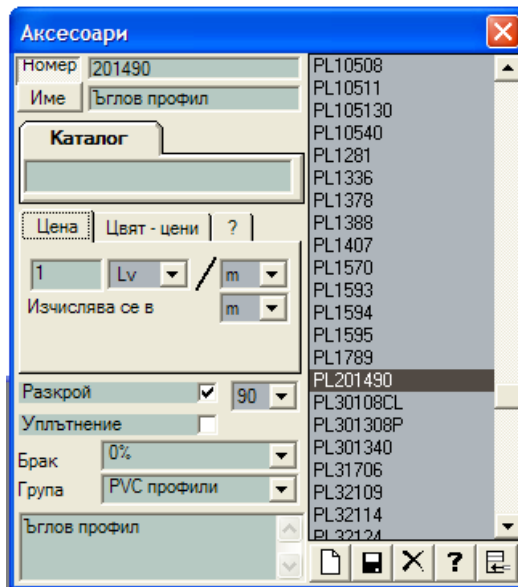 Аксесоари
Номер 201490
Име Ъглов профил
Каталог
Цена Цвят - цени ?
1 Lv / m
Изчислява се в m
Разкрой 90
Уплътнение
Брак 0%
Група PVC профили
Ъглов профил
PL10508
PL10511
PL105130
PL10540
PL1281
PL1336
PL1378
PL1388
PL1407
PL1570
PL1593
PL1594
PL1595
PL1789
PL201490
PL30108CL
PL301308P
PL301340
PL31706
PL32109
PL32114
PL32124
?